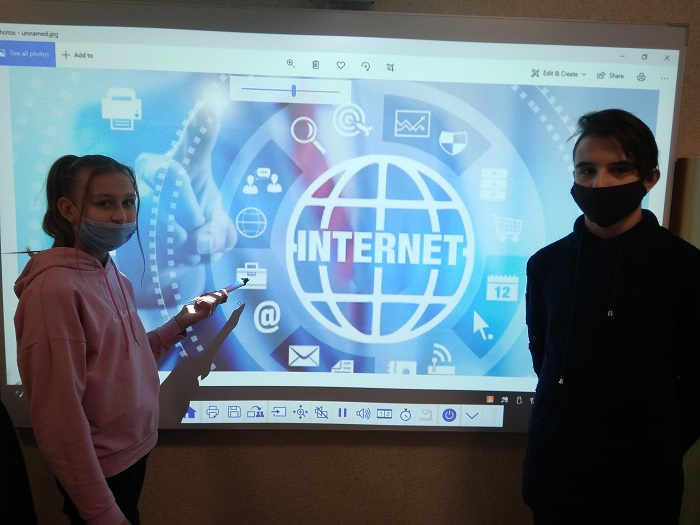 Photos - unnamed.jpg
See all photos
Add to
Edit & Create
Share
INTERNET
12
@